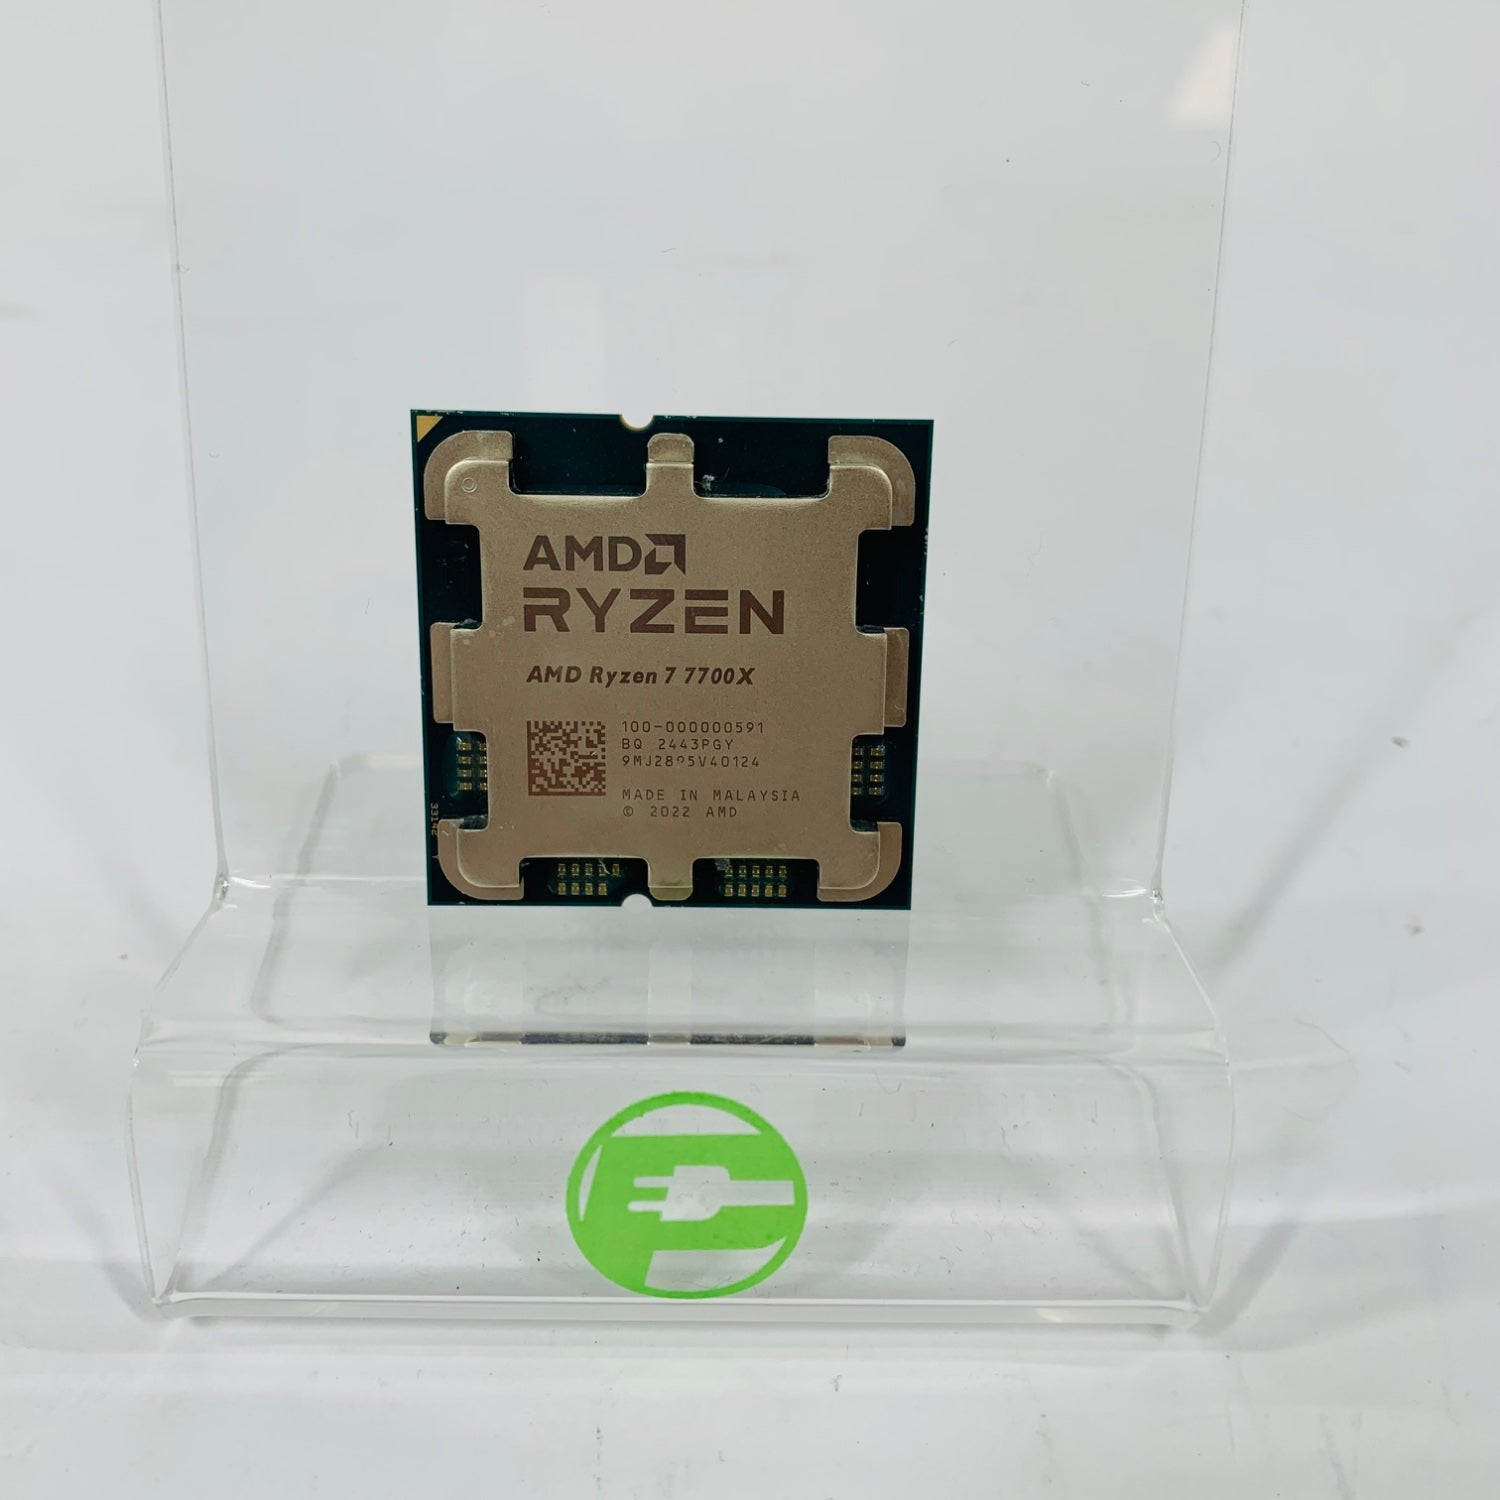 AMD
RYZEN
AMD Ryzen 7 7700X
100-000000591
BQ 2443PGY
MADE IN MALAYSIA
© 2022 AMD